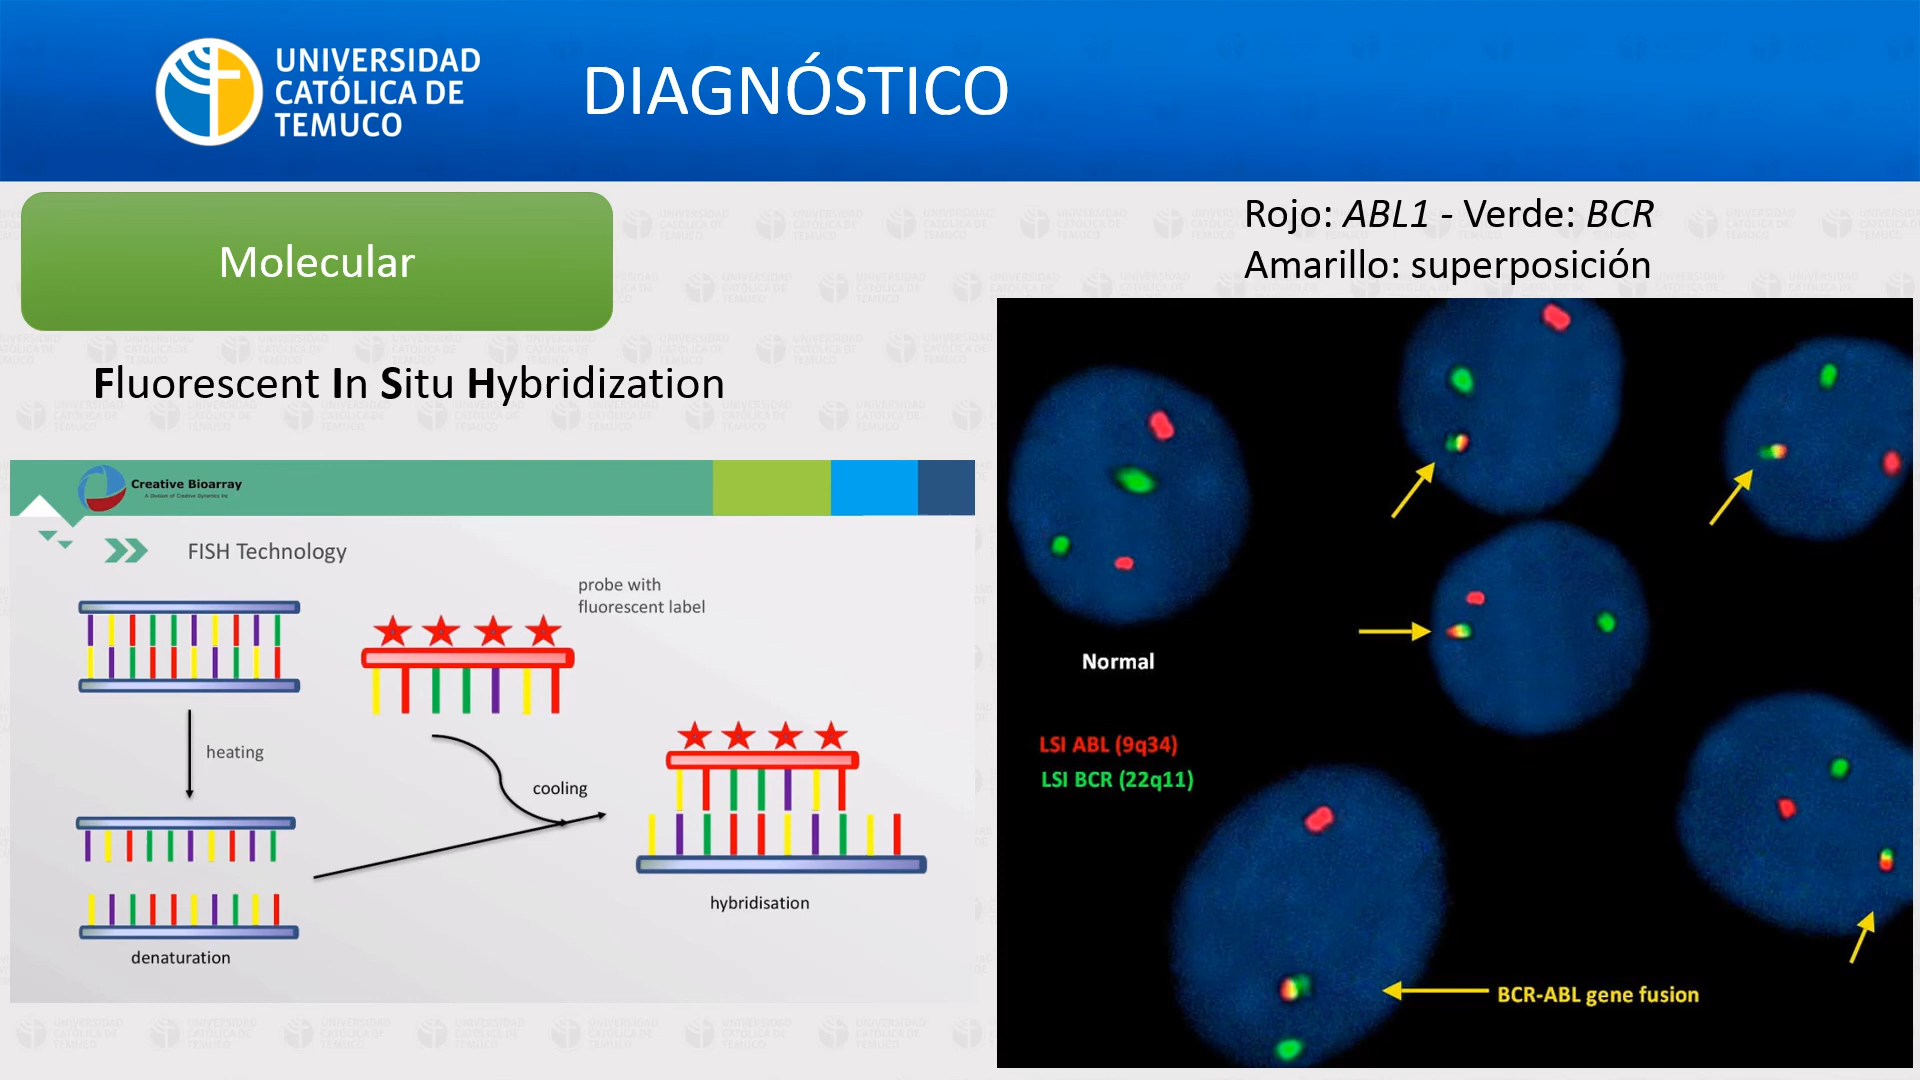 UNIVERSIDAD
CATÓLICA DE
TEMUCO
DIAGNÓSTICO
Molecular
Fluorescent In Situ Hybridization
Rojo: ABL1 - Verde: BCR
Amarillo: superposición
Creative Bioarray
A Division of Creative Dynamics Inc
FISH Technology
probe with
fluorescent label
heating
cooling
denaturation
hybridisation
Normal
LSI ABL (9q34)
LSI BCR (22q11)
BCR-ABL gene fusion